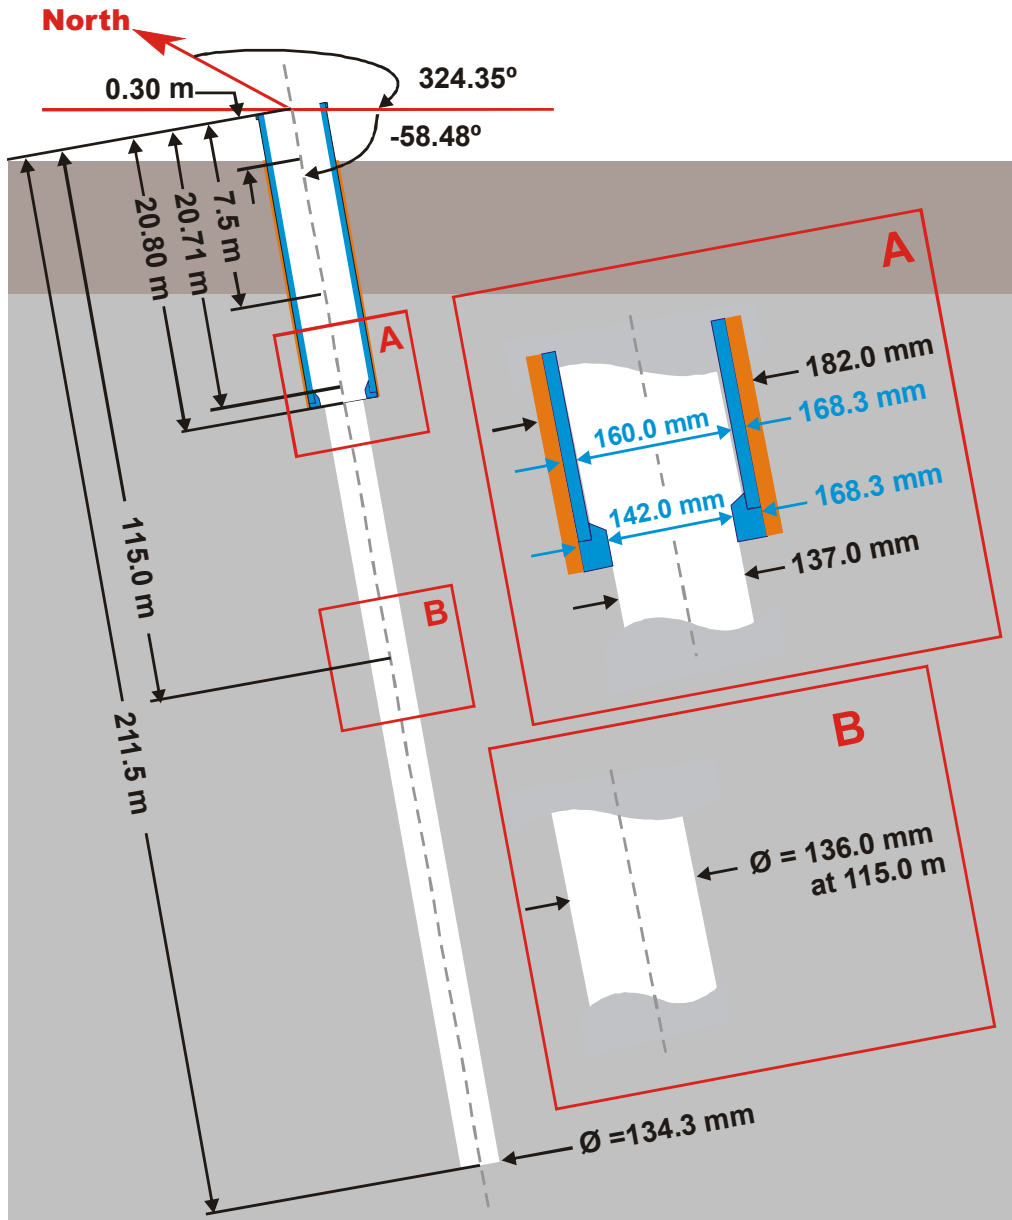 North
0.30 m
324.35º
-58.48º
7.5 m
20.71 m
20.80 m
115.0 m
211.5 m
A
B
A
182.0 mm
168.3 mm
160.0 mm
168.3 mm
142.0 mm
137.0 mm
B
Ø = 136.0 mm
at 115.0 m
Ø =134.3 mm